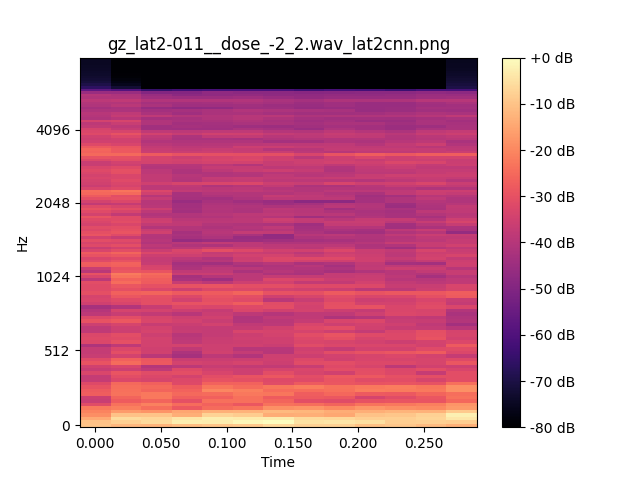 gz_lat2-011__dose_-2_2.wav_lat2cnn.png
Hz
4096
2048
1024
512
0
0.000 0.050 0.100 0.150 0.200 0.250
Time
+0 dB
-10 dB
-20 dB
-30 dB
-40 dB
-50 dB
-60 dB
-70 dB
-80 dB